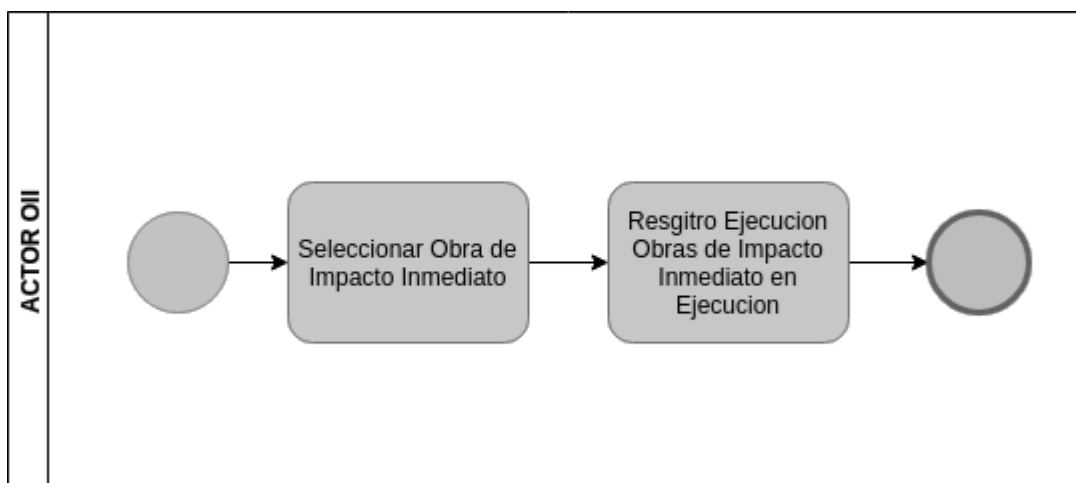 ACTOR OII
Seleccionar Obra de
Impacto Inmediato
Resgitro Ejecucion
Obras de Impacto
Inmediato en
Ejecucion